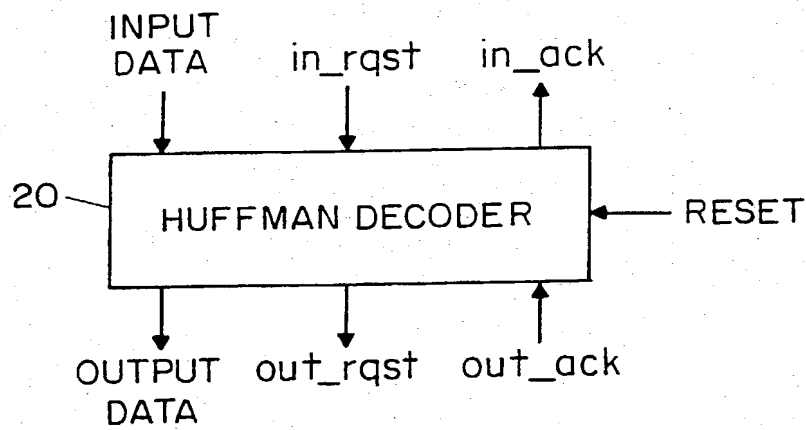 INPUT
DATA
in_rqst
in_ack
20
HUFFMAN DECODER
RESET
OUTPUT
DATA
out_rqst
out_ack